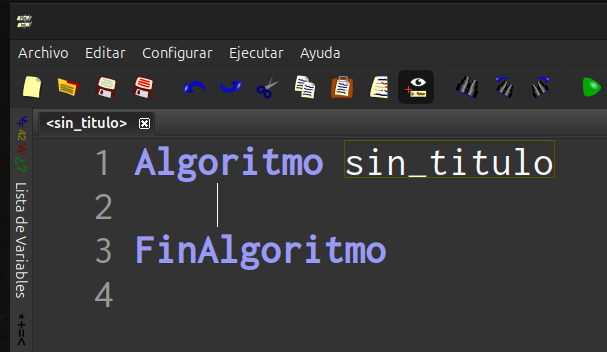 Archivo Editar Configurar Ejecutar Ayuda
<sin_titulo>
Lista de Variables
*+=<
1 Algoritmo sin_titulo
2
3 FinAlgoritmo
4